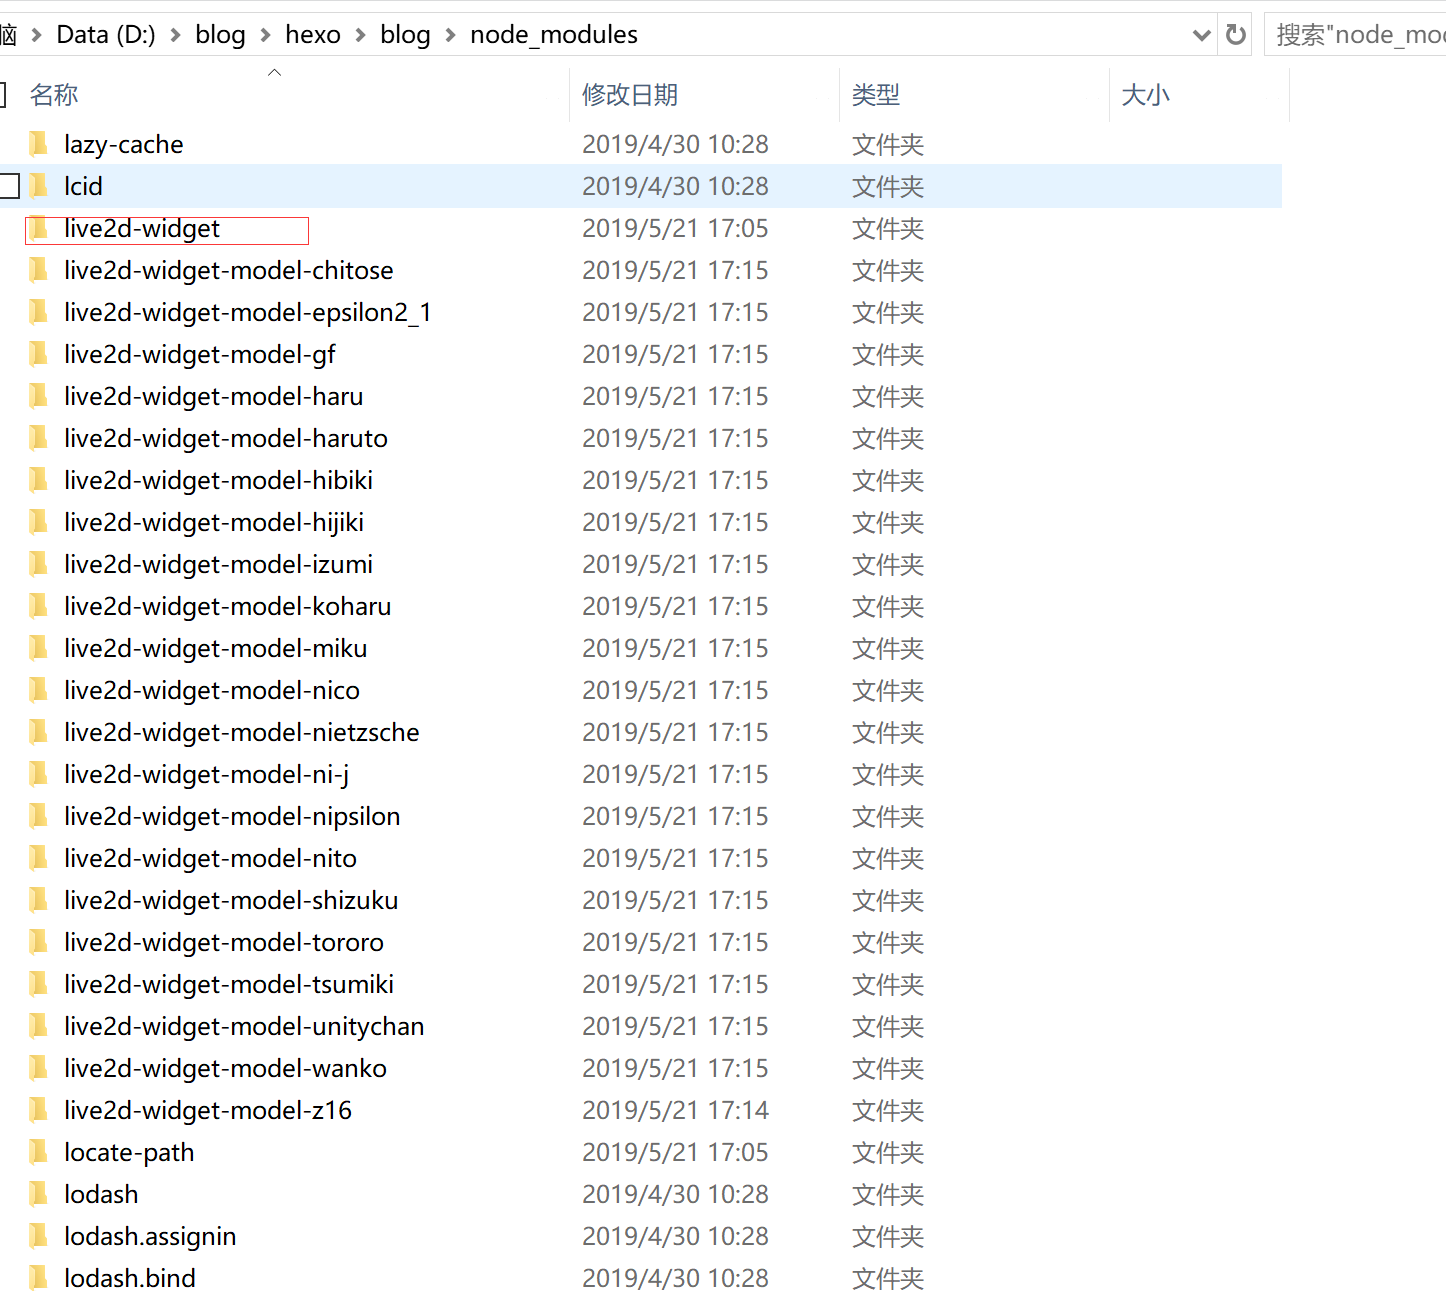 脑 > Data (D:) > blog > hexo > blog > node_modules 搜索"node_mo
名称 修改日期 类型 大小
lazy-cache 2019/4/30 10:28 文件夹
lcid 2019/4/30 10:28 文件夹
live2d-widget 2019/5/21 17:05 文件夹
live2d-widget-model-chitose 2019/5/21 17:15 文件夹
live2d-widget-model-epsilon2_1 2019/5/21 17:15 文件夹
live2d-widget-model-gf 2019/5/21 17:15 文件夹
live2d-widget-model-haru 2019/5/21 17:15 文件夹
live2d-widget-model-haruto 2019/5/21 17:15 文件夹
live2d-widget-model-hibiki 2019/5/21 17:15 文件夹
live2d-widget-model-hijiki 2019/5/21 17:15 文件夹
live2d-widget-model-izumi 2019/5/21 17:15 文件夹
live2d-widget-model-koharu 2019/5/21 17:15 文件夹
live2d-widget-model-miku 2019/5/21 17:15 文件夹
live2d-widget-model-nico 2019/5/21 17:15 文件夹
live2d-widget-model-nietzsche 2019/5/21 17:15 文件夹
live2d-widget-model-ni-j 2019/5/21 17:15 文件夹
live2d-widget-model-nipsilon 2019/5/21 17:15 文件夹
live2d-widget-model-nito 2019/5/21 17:15 文件夹
live2d-widget-model-shizuku 2019/5/21 17:15 文件夹
live2d-widget-model-tororo 2019/5/21 17:15 文件夹
live2d-widget-model-tsumiki 2019/5/21 17:15 文件夹
live2d-widget-model-unitychan 2019/5/21 17:15 文件夹
live2d-widget-model-wanko 2019/5/21 17:15 文件夹
live2d-widget-model-z16 2019/5/21 17:14 文件夹
locate-path 2019/5/21 17:05 文件夹
lodash 2019/4/30 10:28 文件夹
lodash.assignin 2019/4/30 10:28 文件夹
lodash.bind 2019/4/30 10:28 文件夹